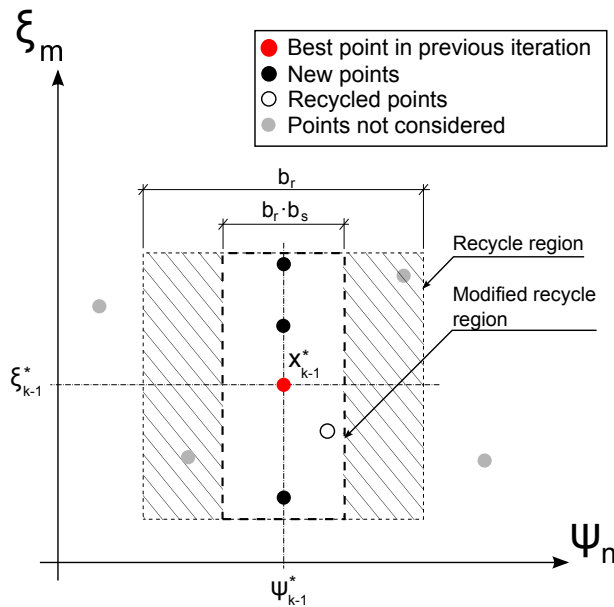 ξm
Best point in previous iteration
New points
Recycled points
Points not considered
br
br·bs
Recycle region
Modified recycle
region
x*k-1
ξ*k-1
ψn
ψ*k-1